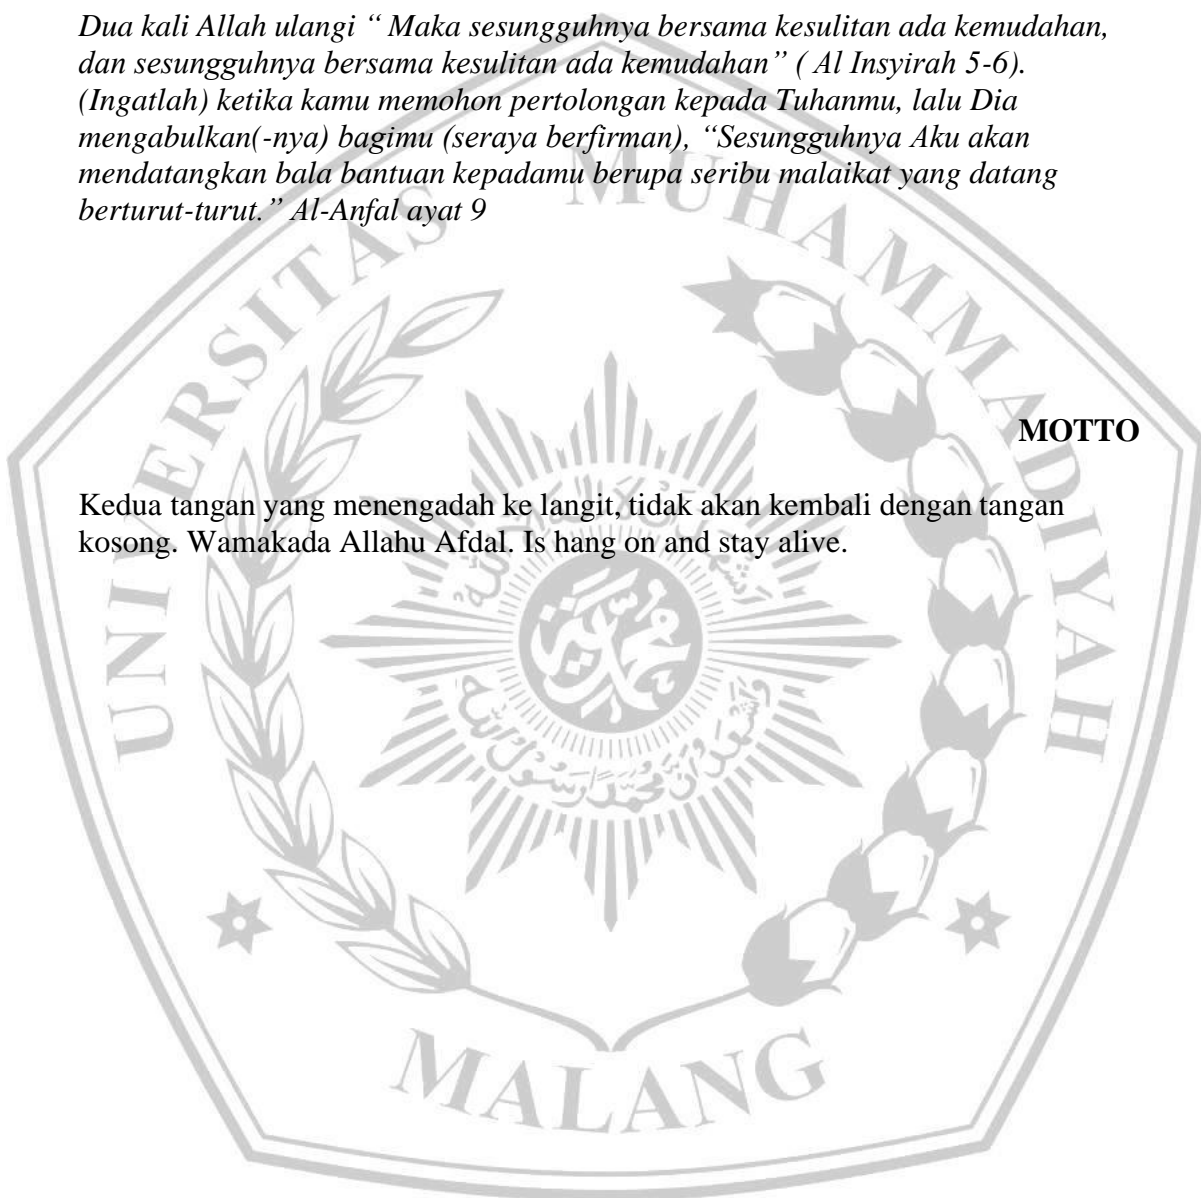 Dua kali Allah ulangi “ Maka sesungguhnya bersama kesulitan ada kemudahan,
dan sesungguhnya bersama kesulitan ada kemudahan” ( Al Insyirah 5-6).
(Ingatlah) ketika kamu memohon pertolongan kepada Tuhanmu, lalu Dia
mengabulkan(-nya) bagimu (seraya berfirman), “Sesungguhnya Aku akan
mendatangkan bala bantuan kepadamu berupa seribu malaikat yang datang
berturut-turut.” Al-Anfal ayat 9
MOTTO
Kedua tangan yang menengadah ke langit, tidak akan kembali dengan tangan
kosong. Wamakada Allahu Afdal. Is hang on and stay alive.
UNIVERSITAS MUHAMMADIYAH
MALANG